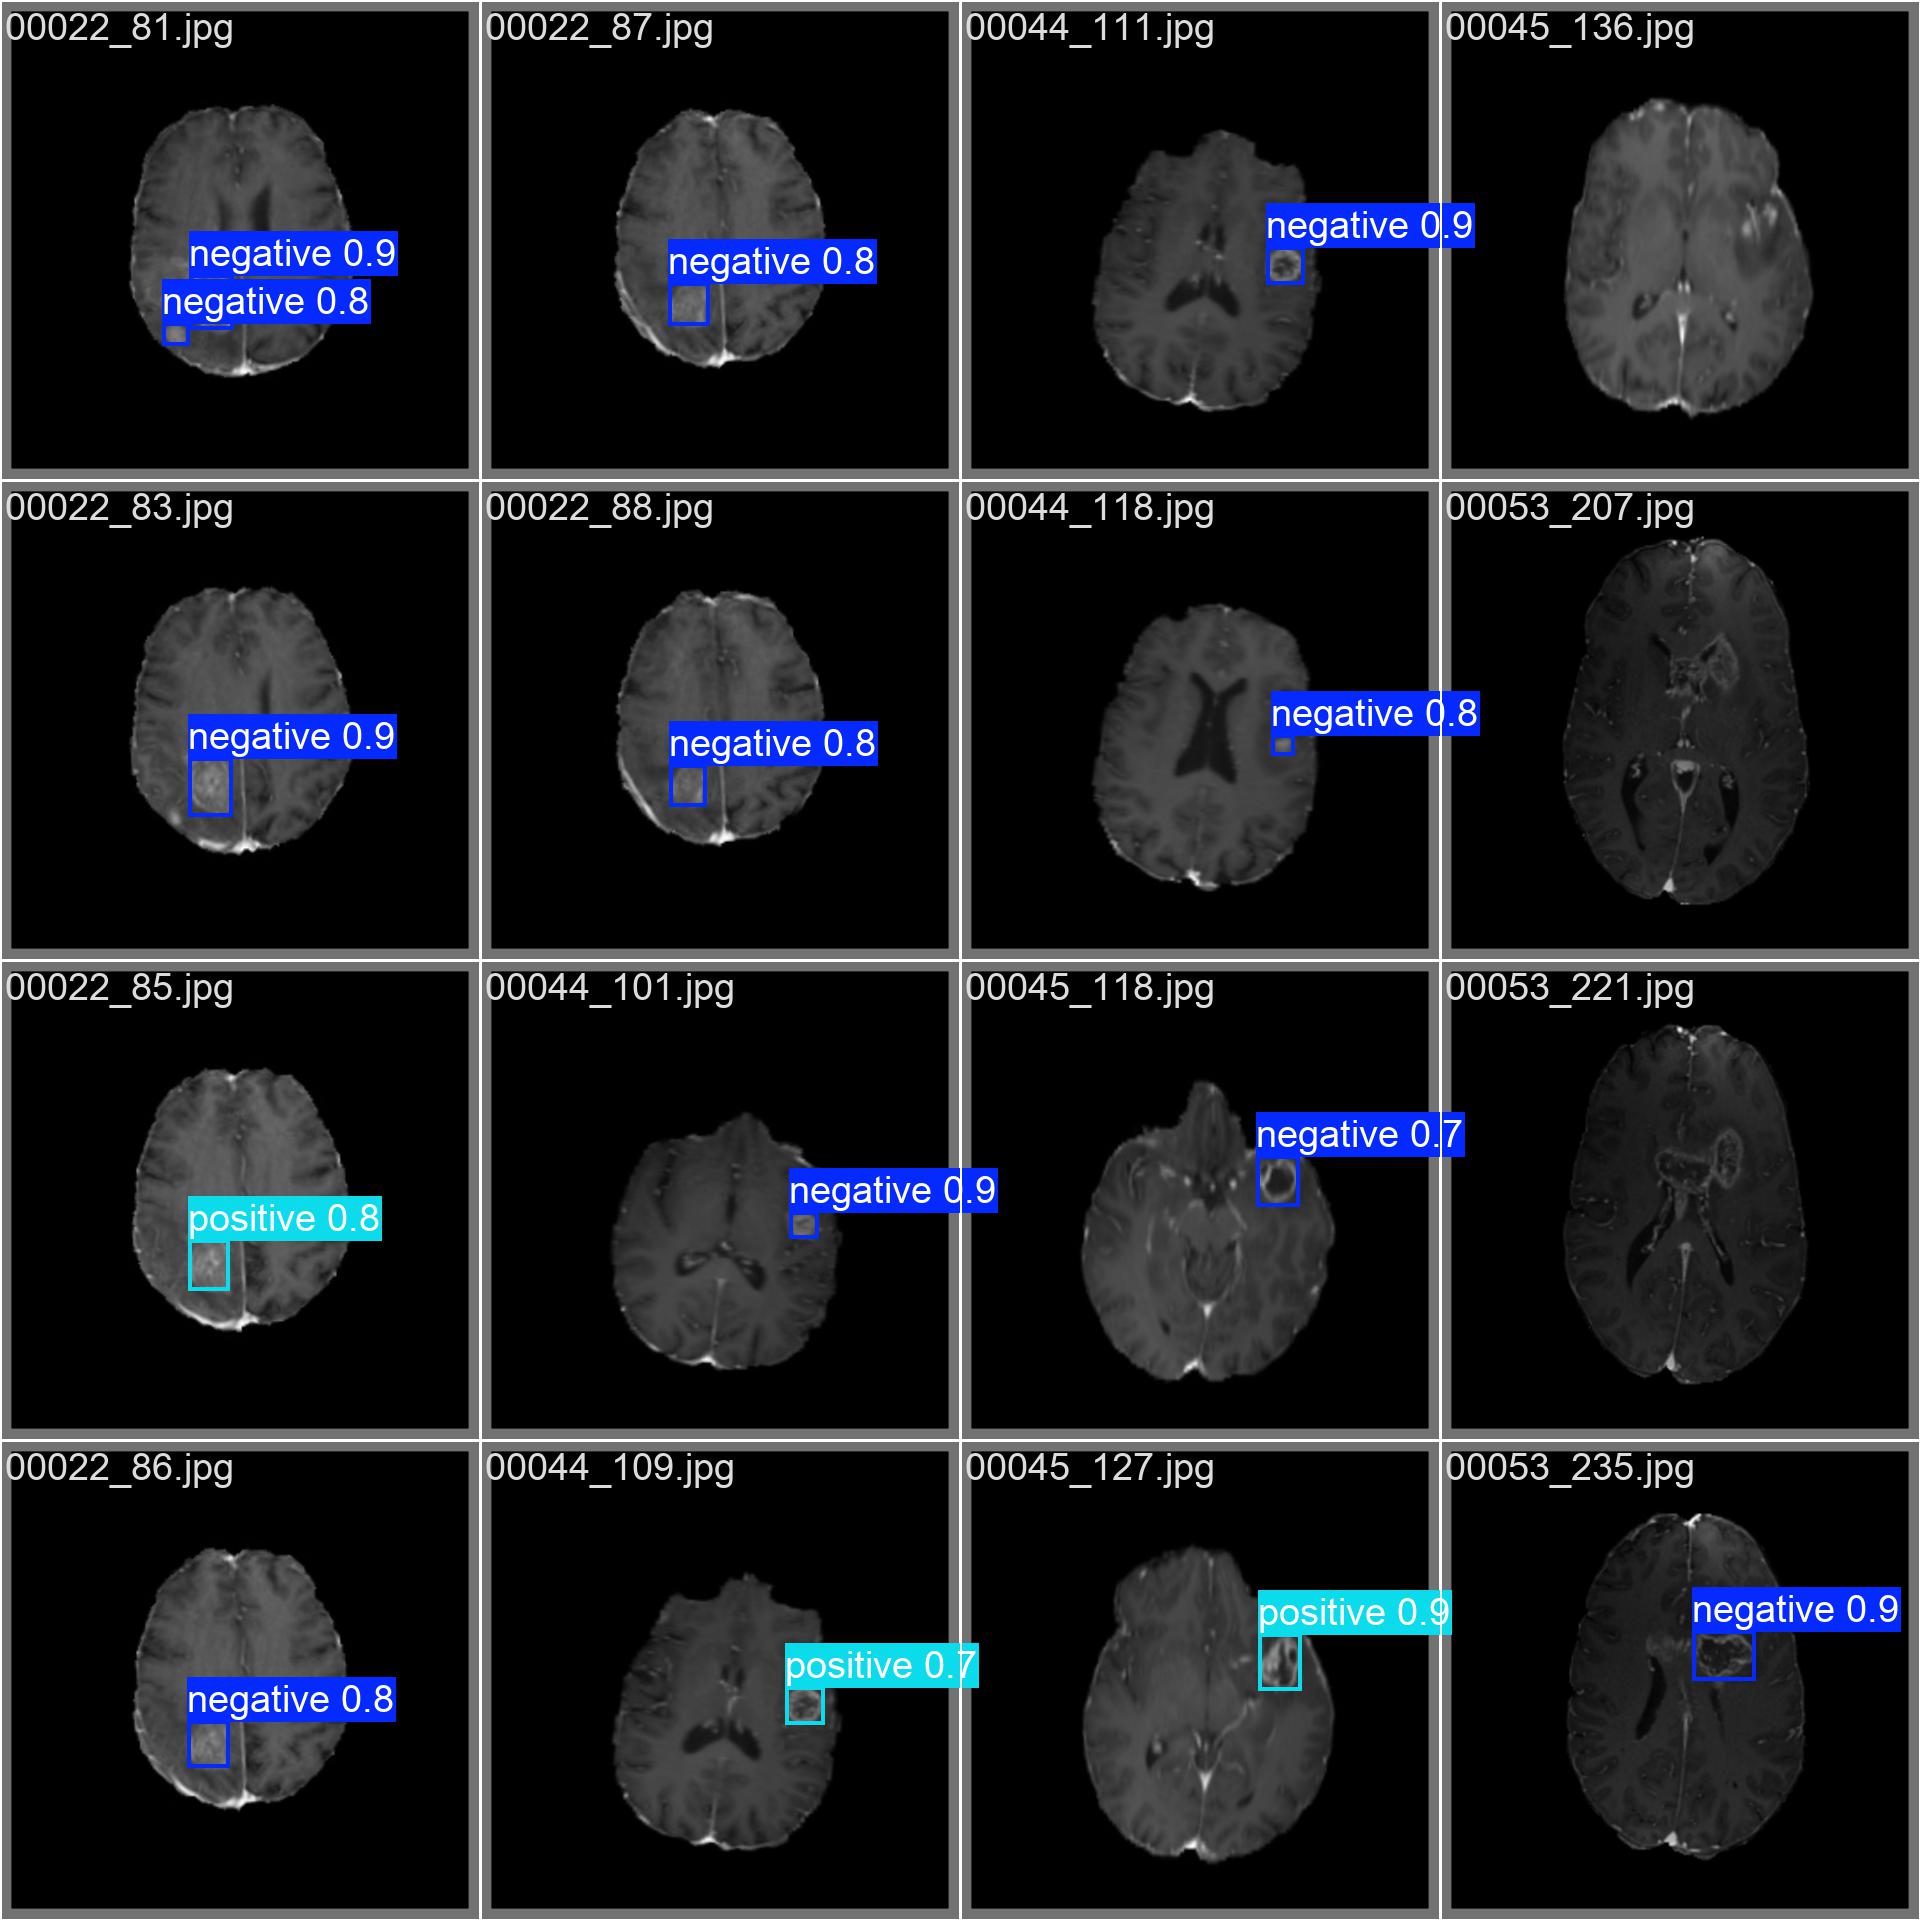 00022_81.jpg
negative 0.9
negative 0.8
00022_87.jpg
negative 0.8
00044_111.jpg
negative 0.9
00045_136.jpg
00022_83.jpg
negative 0.9
00022_88.jpg
negative 0.8
00044_118.jpg
negative 0.8
00053_207.jpg
00022_85.jpg
positive 0.8
00044_101.jpg
negative 0.9
00045_118.jpg
negative 0.7
00053_221.jpg
00022_86.jpg
negative 0.8
00044_109.jpg
positive 0.7
00045_127.jpg
positive 0.9
00053_235.jpg
negative 0.9